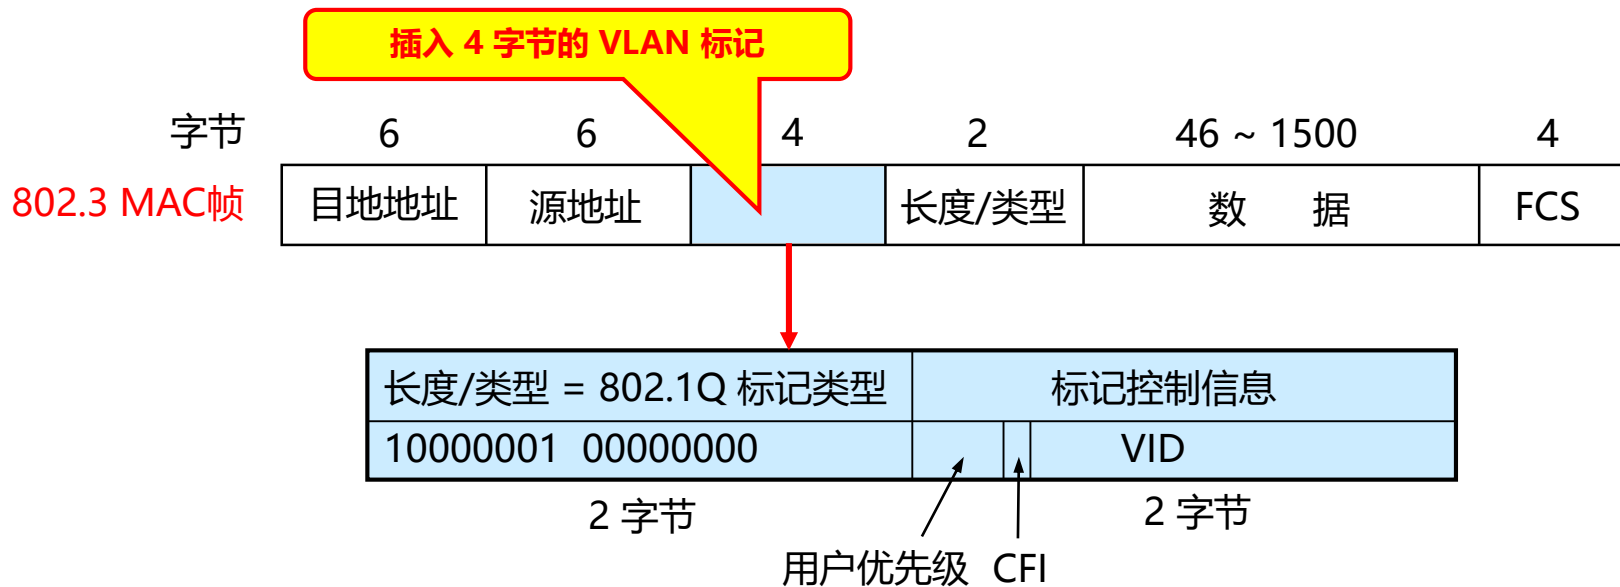 插入 4 字节的 VLAN 标记
字节 6 6 4 2 46 ~ 1500 4
802.3 MAC帧 目地地址 源地址 长度/类型 数 据 FCS
长度/类型 = 802.1Q 标记类型 标记控制信息
10000001 00000000 VID
2 字节 2 字节
用户优先级 CFI